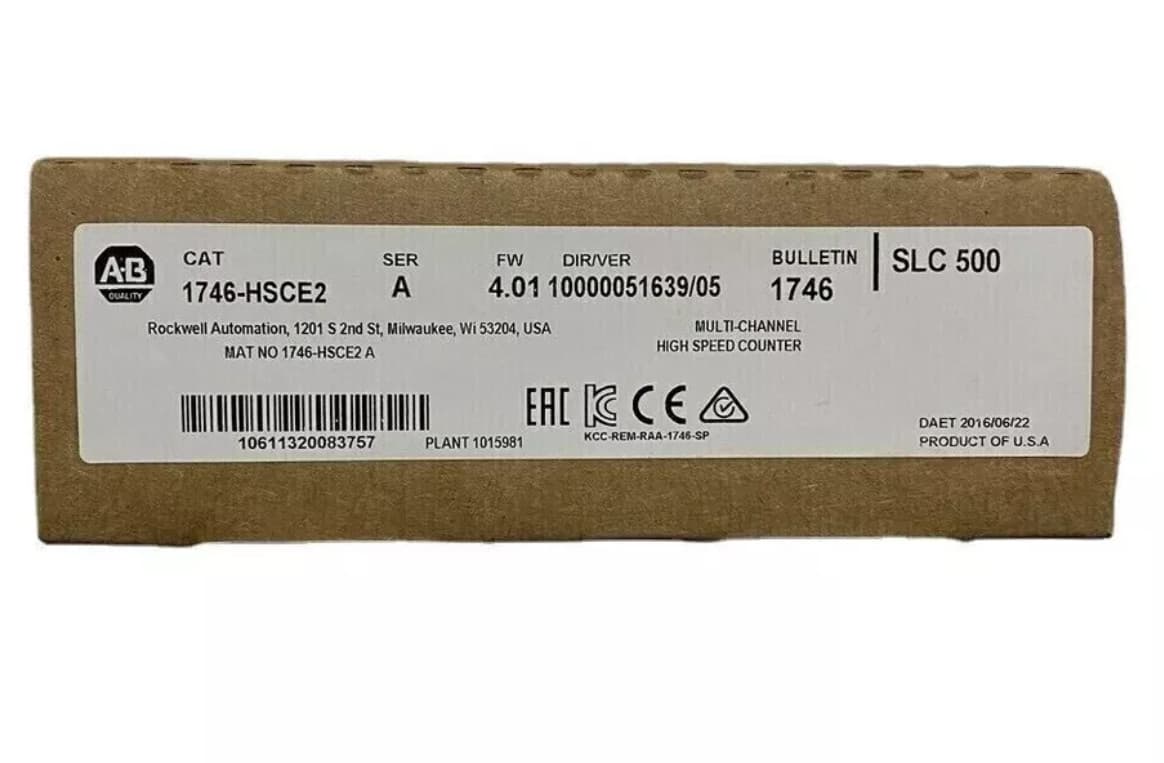 A·B
QUALITY
CAT SER FW DIR/VER BULLETIN SLC 500
1746-HSCE2 A 4.01 10000051639/05 1746
Rockwell Automation, 1201 S 2nd St, Milwaukee, Wi 53204, USA
MAT NO 1746-HSCE2 A
MULTI-CHANNEL
HIGH SPEED COUNTER
10611320083757
PLANT 1015981
EAC CE
KCC-REM-RAA-1746-SP
DAET 2016/06/22
PRODUCT OF U.S.A